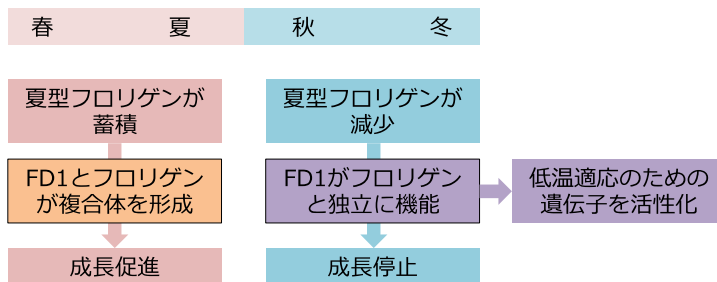 春 夏 秋 冬
夏型フロリゲンが
蓄積
夏型フロリゲンが
減少
FD1とフロリゲン
が複合体を形成
FD1がフロリゲン
と独立に機能
低温適応のための
遺伝子を活性化
成長促進
成長停止